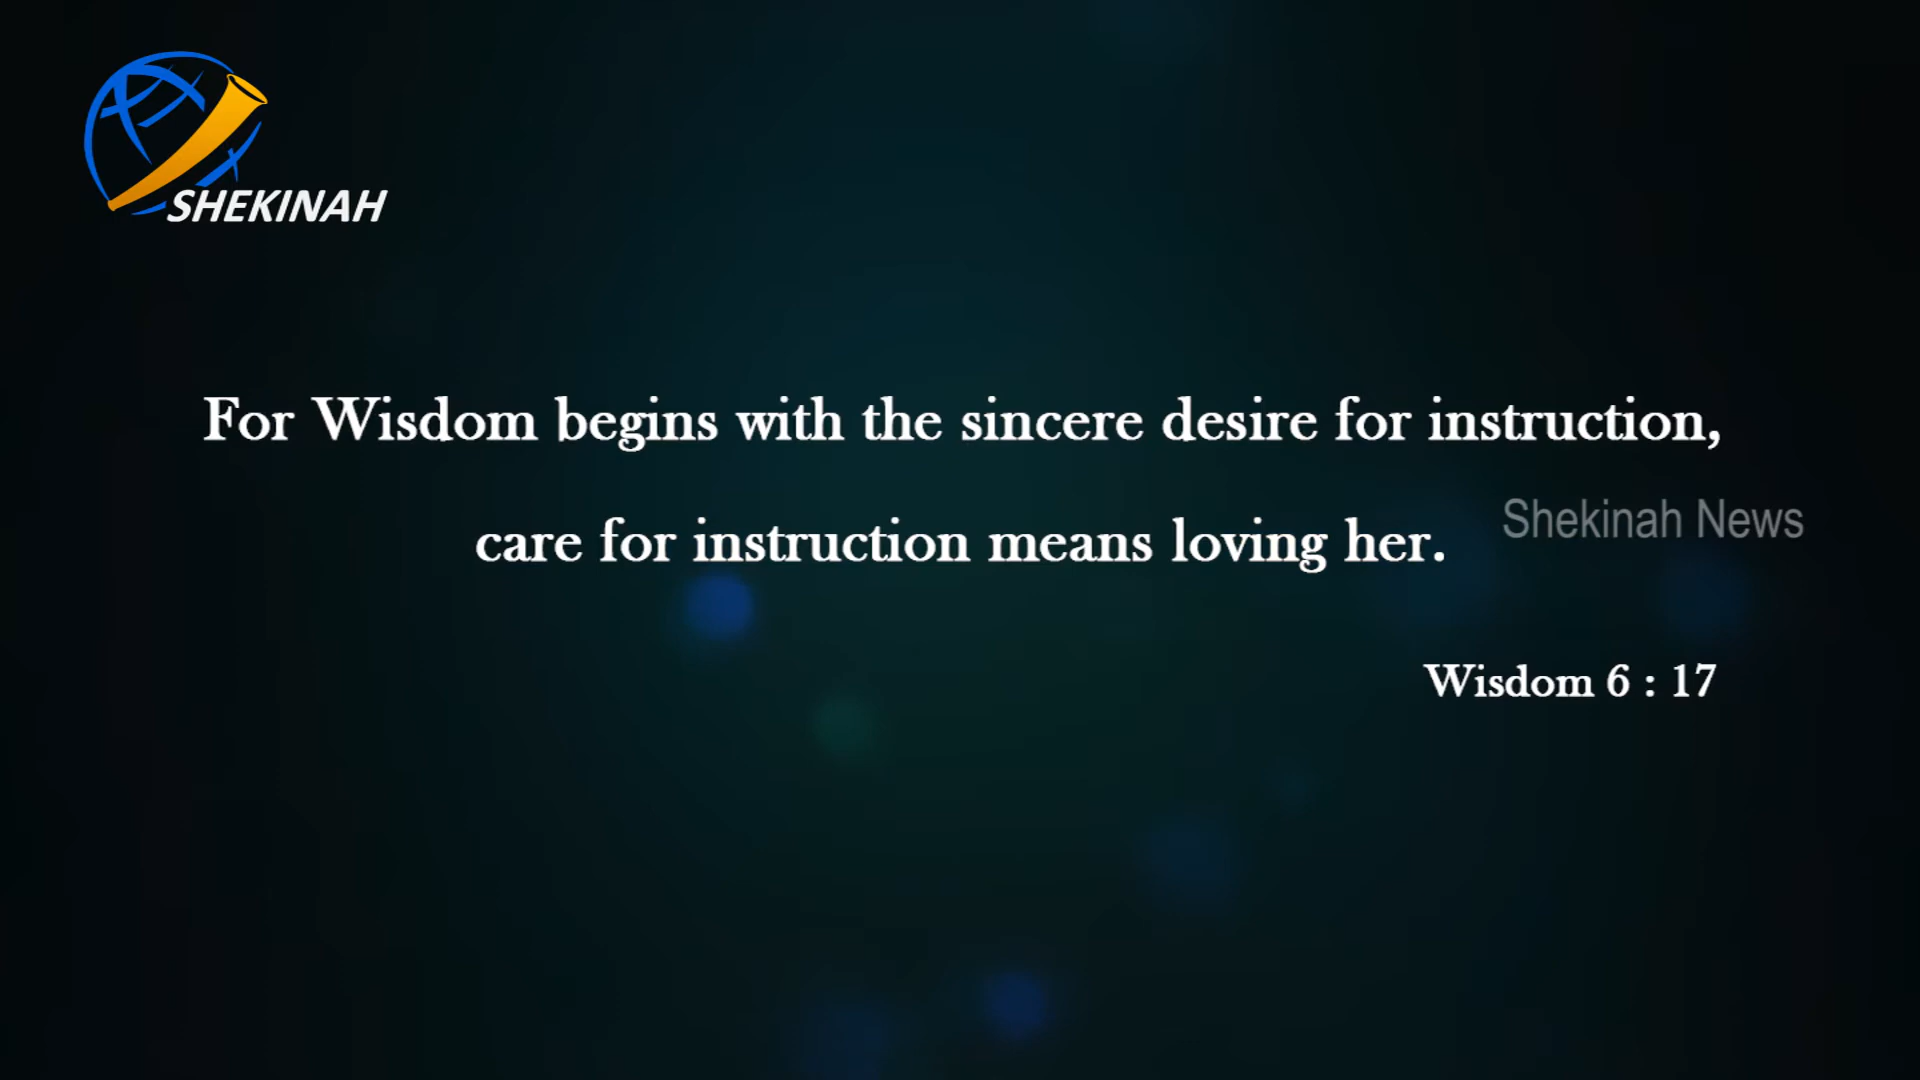 SHEKINAH
For Wisdom begins with the sincere desire for instruction,
care for instruction means loving her.
Shekinah News
Wisdom 6 : 17